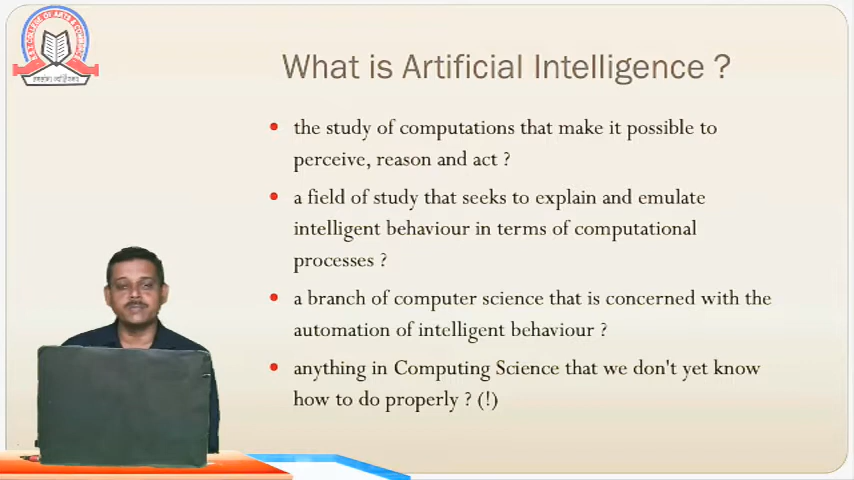 What is Artificial Intelligence ?
the study of computations that make it possible to
perceive, reason and act ?
a field of study that seeks to explain and emulate
intelligent behaviour in terms of computational
processes ?
a branch of computer science that is concerned with the
automation of intelligent behaviour ?
anything in Computing Science that we don't yet know
how to do properly ? (!)